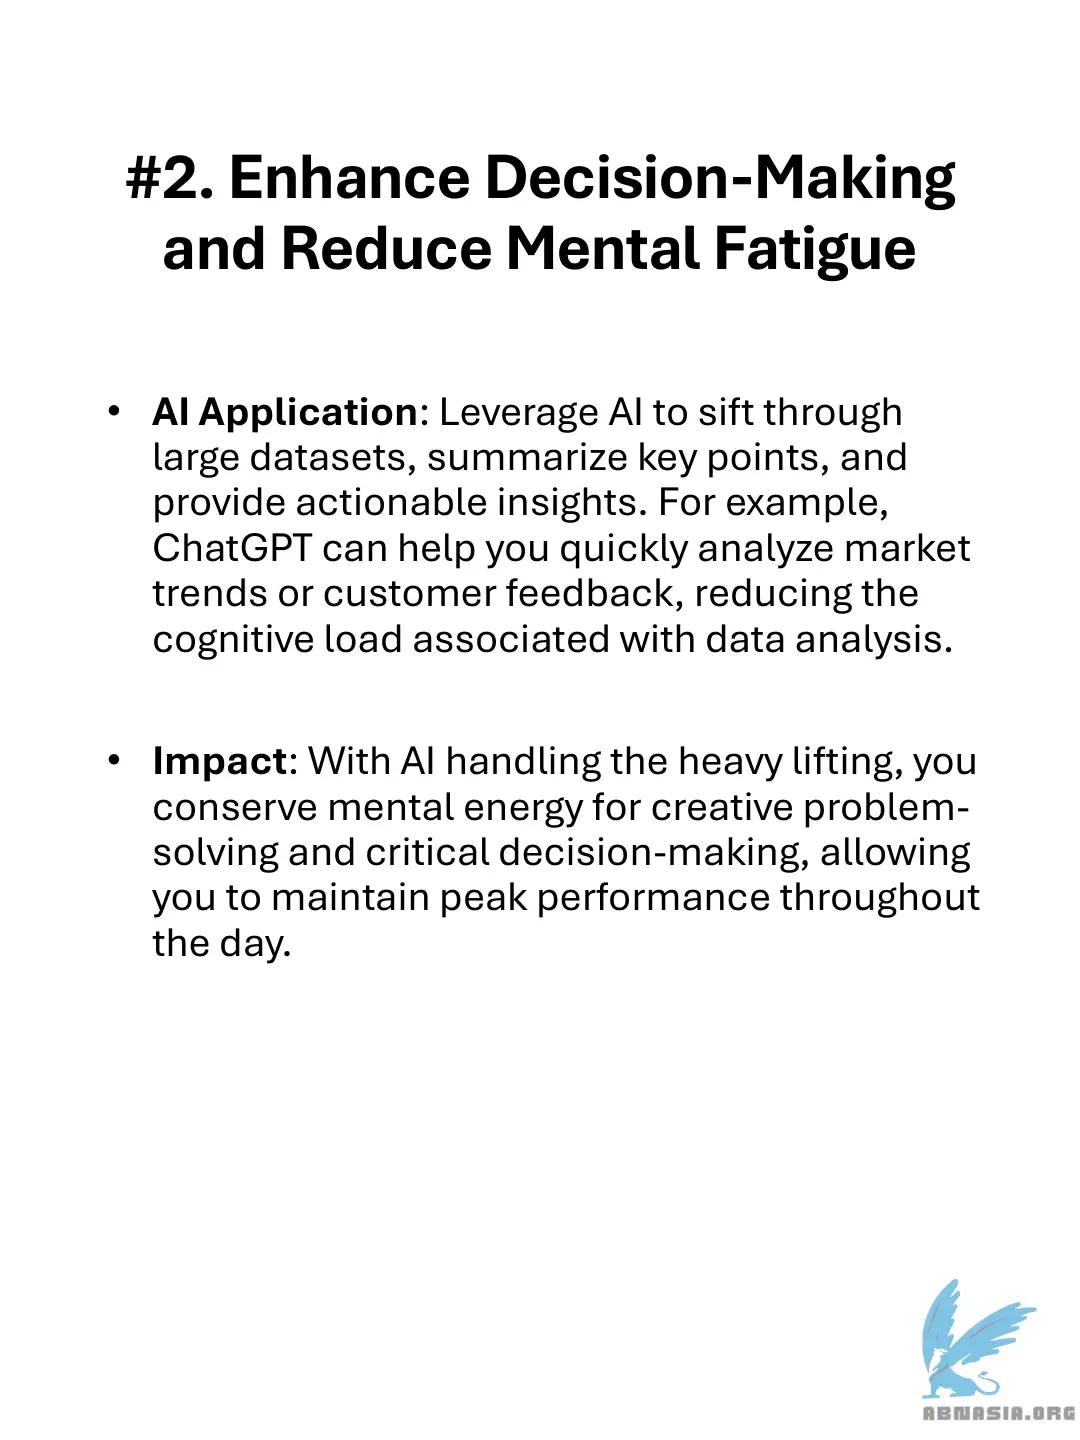 #2. Enhance Decision-Making
and Reduce Mental Fatigue
• AI Application: Leverage AI to sift through
large datasets, summarize key points, and
provide actionable insights. For example,
ChatGPT can help you quickly analyze market
trends or customer feedback, reducing the
cognitive load associated with data analysis.
• Impact: With AI handling the heavy lifting, you
conserve mental energy for creative problem-
solving and critical decision-making, allowing
you to maintain peak performance throughout
the day.
ABNASIA.ORG